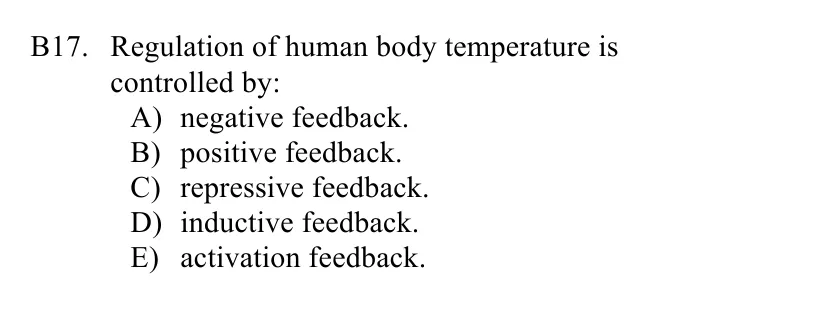 B17. Regulation of human body temperature is
controlled by:
A) negative feedback.
B) positive feedback.
C) repressive feedback.
D) inductive feedback.
E) activation feedback.